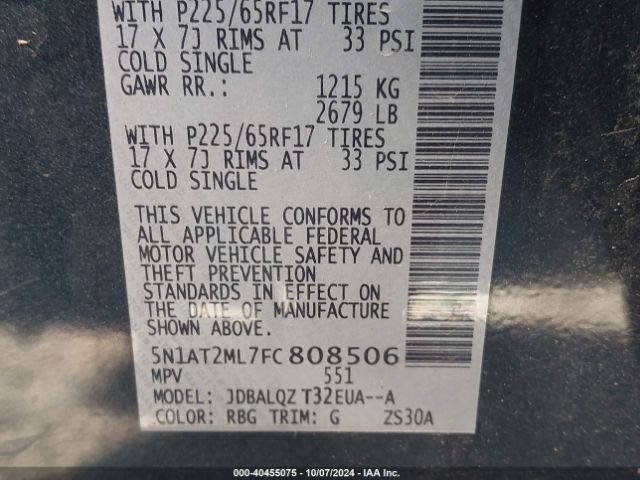 WITH P225/65RF17 TIRES
17 X 7J RIMS AT 33 PSI
COLD SINGLE
GAWR RR.: 1215 KG
2679 LB
WITH P225/65RF17 TIRES
17 X 7J RIMS AT 33 PSI
COLD SINGLE
THIS VEHICLE CONFORMS TO
ALL APPLICABLE FEDERAL
MOTOR VEHICLE SAFETY AND
THEFT PREVENTION
STANDARDS IN EFFECT ON
THE DATE OF MANUFACTURE
SHOWN ABOVE.
5N1AT2ML7FC808506
MPV 551
MODEL: JDBALQZ T32EUA--A
COLOR: RBG TRIM: G ZS30A
000-40455075 - 10/07/2024 - IAA Inc.